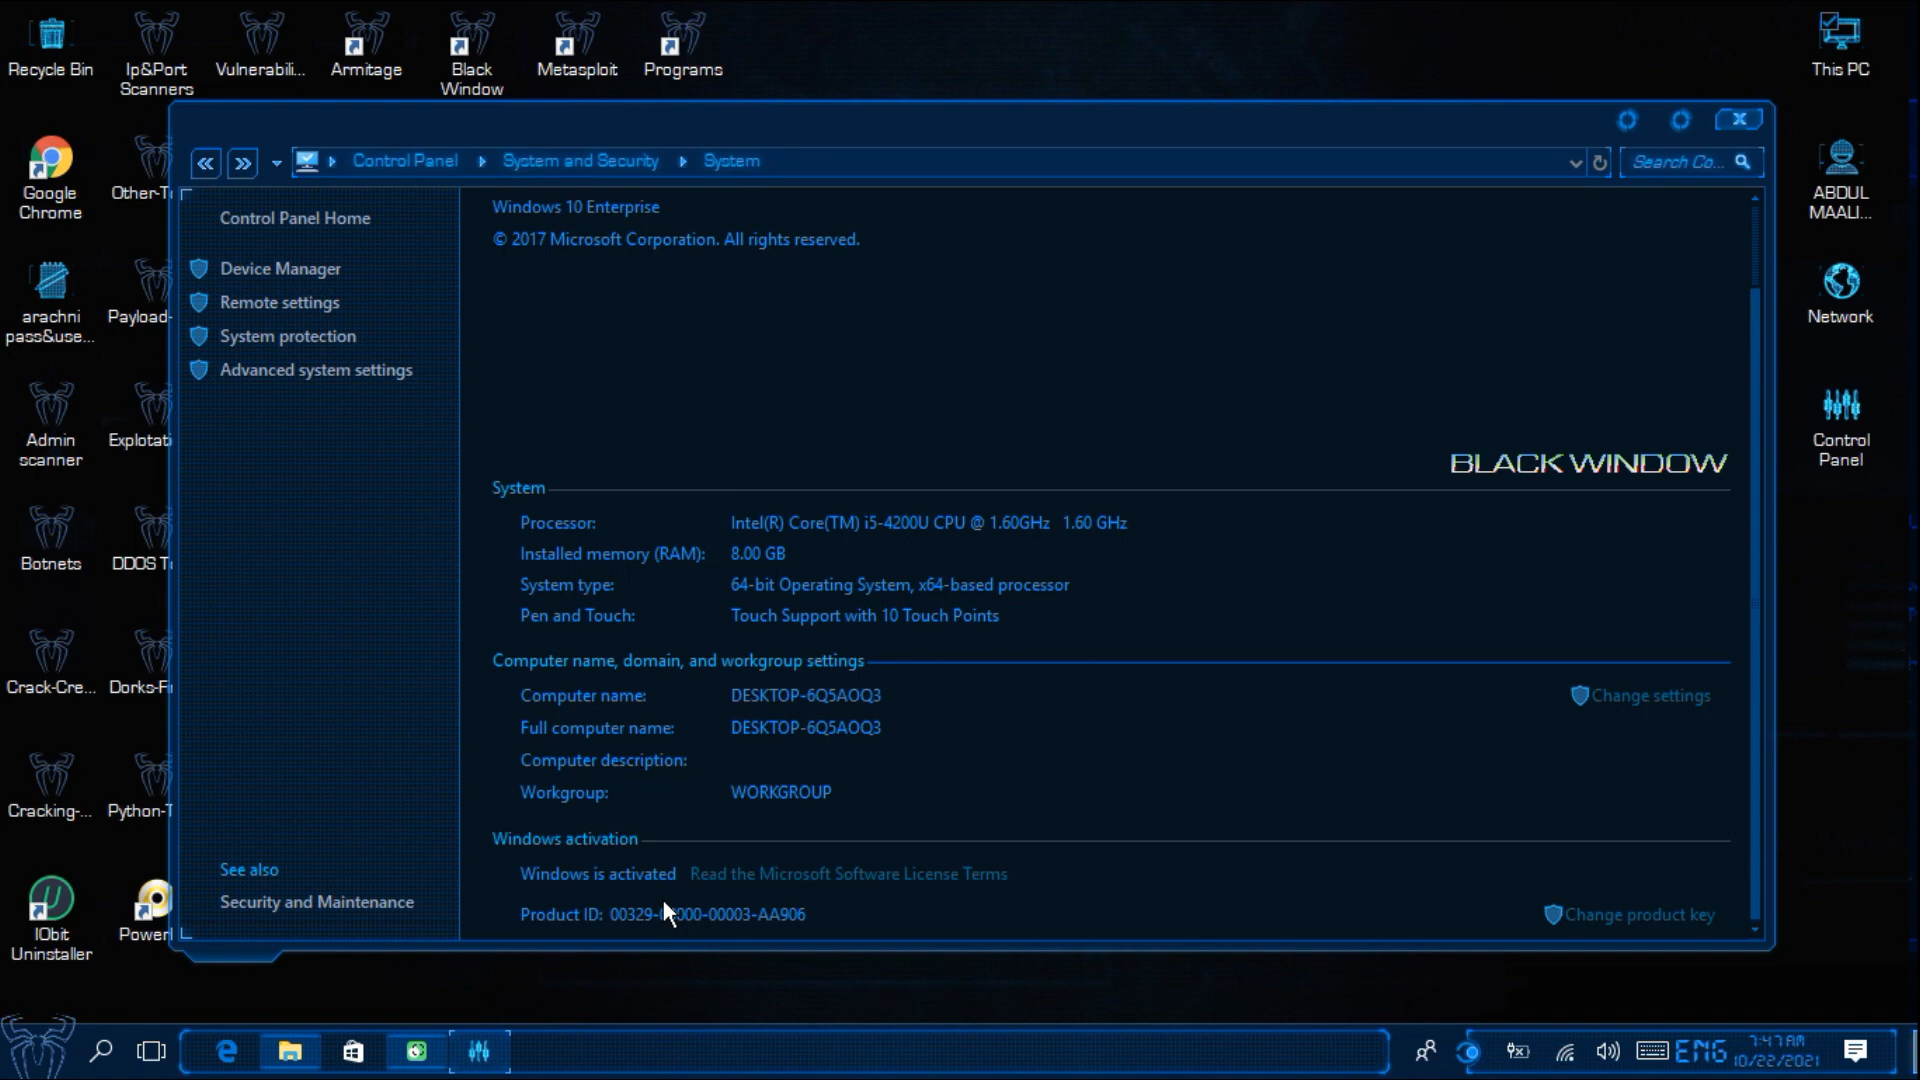 Recycle Bin
Ip&Port
Scanners
Vulnerabili...
Armitage
Black
Window
Metasploit
Programs
This PC
Google
Chrome
Other-T
ABDUL
MAALI...
arachni
pass&use...
Payload-
Network
Admin
scanner
Explotati
Control
Panel
Botnets
DDOS T
Crack-Cre...
Dorks-Fi
Cracking-...
Python-T
IObit
Uninstaller
Power
Control Panel
System and Security
System
Search Co...
Control Panel Home
Device Manager
Remote settings
System protection
Advanced system settings
See also
Security and Maintenance
Windows 10 Enterprise
© 2017 Microsoft Corporation. All rights reserved.
BLACK WINDOW
System
Processor: Intel(R) Core(TM) i5-4200U CPU @ 1.60GHz 1.60 GHz
Installed memory (RAM): 8.00 GB
System type: 64-bit Operating System, x64-based processor
Pen and Touch: Touch Support with 10 Touch Points
Computer name, domain, and workgroup settings
Computer name: DESKTOP-6Q5AOQ3
Change settings
Full computer name: DESKTOP-6Q5AOQ3
Computer description:
Workgroup: WORKGROUP
Windows activation
Windows is activated Read the Microsoft Software License Terms
Product ID:
Change product key
ENG
7:47 AM
10/22/2021